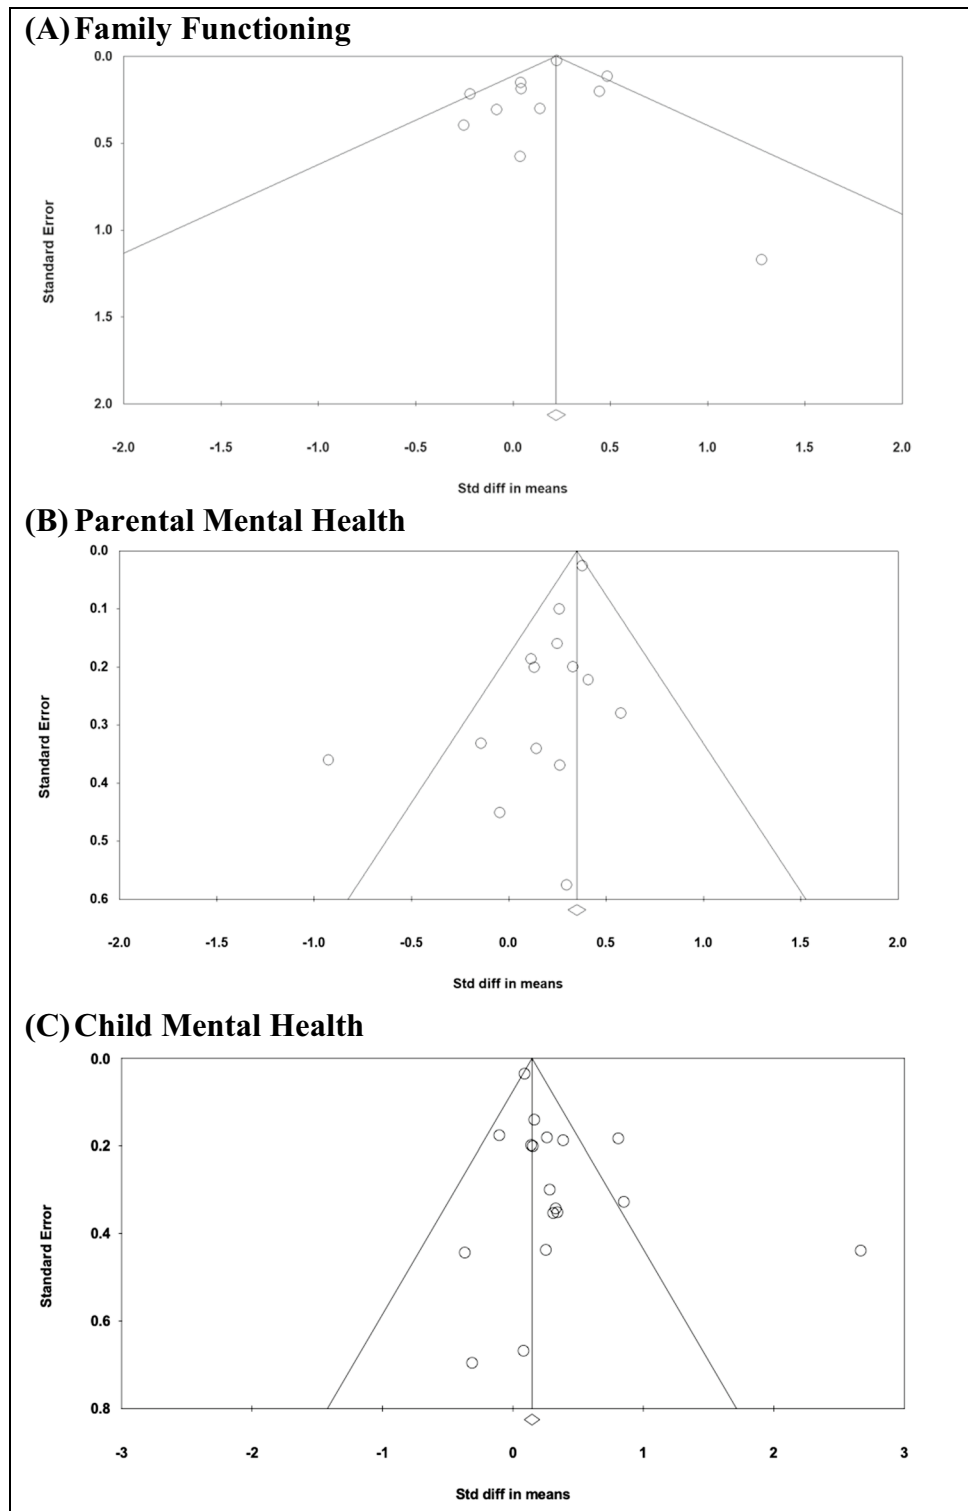 (A) Family Functioning
0.0
0.5
1.0
1.5
2.0
Standard Error
-2.0 -1.5 -1.0 -0.5 0.0 0.5 1.0 1.5 2.0
Std diff in means
(B) Parental Mental Health
0.0
0.1
0.2
0.3
0.4
0.5
0.6
Standard Error
-2.0 -1.5 -1.0 -0.5 0.0 0.5 1.0 1.5 2.0
Std diff in means
(C) Child Mental Health
0.0
0.2
0.4
0.6
0.8
Standard Error
-3 -2 -1 0 1 2 3
Std diff in means